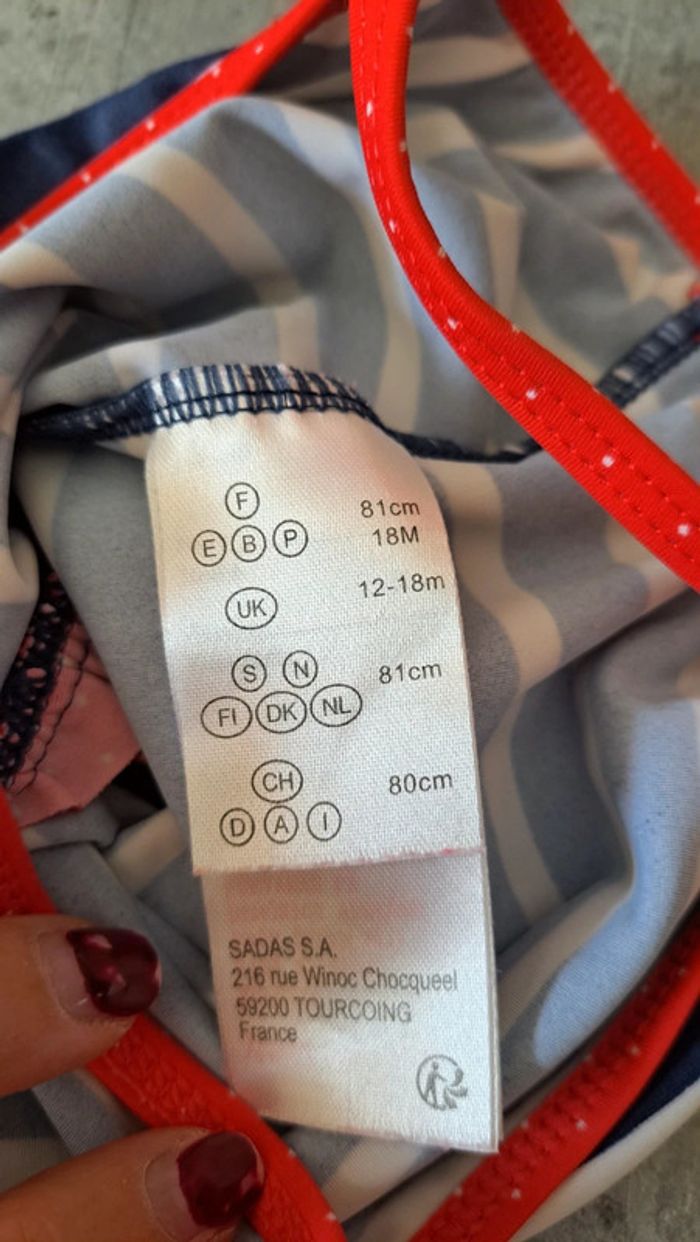 F 81cm
E B P 18M
UK 12-18m
S N 81cm
FI DK NL
CH 80cm
D A I
SADAS S.A.
216 rue Winoc Chocqueel
59200 TOURCOING
France